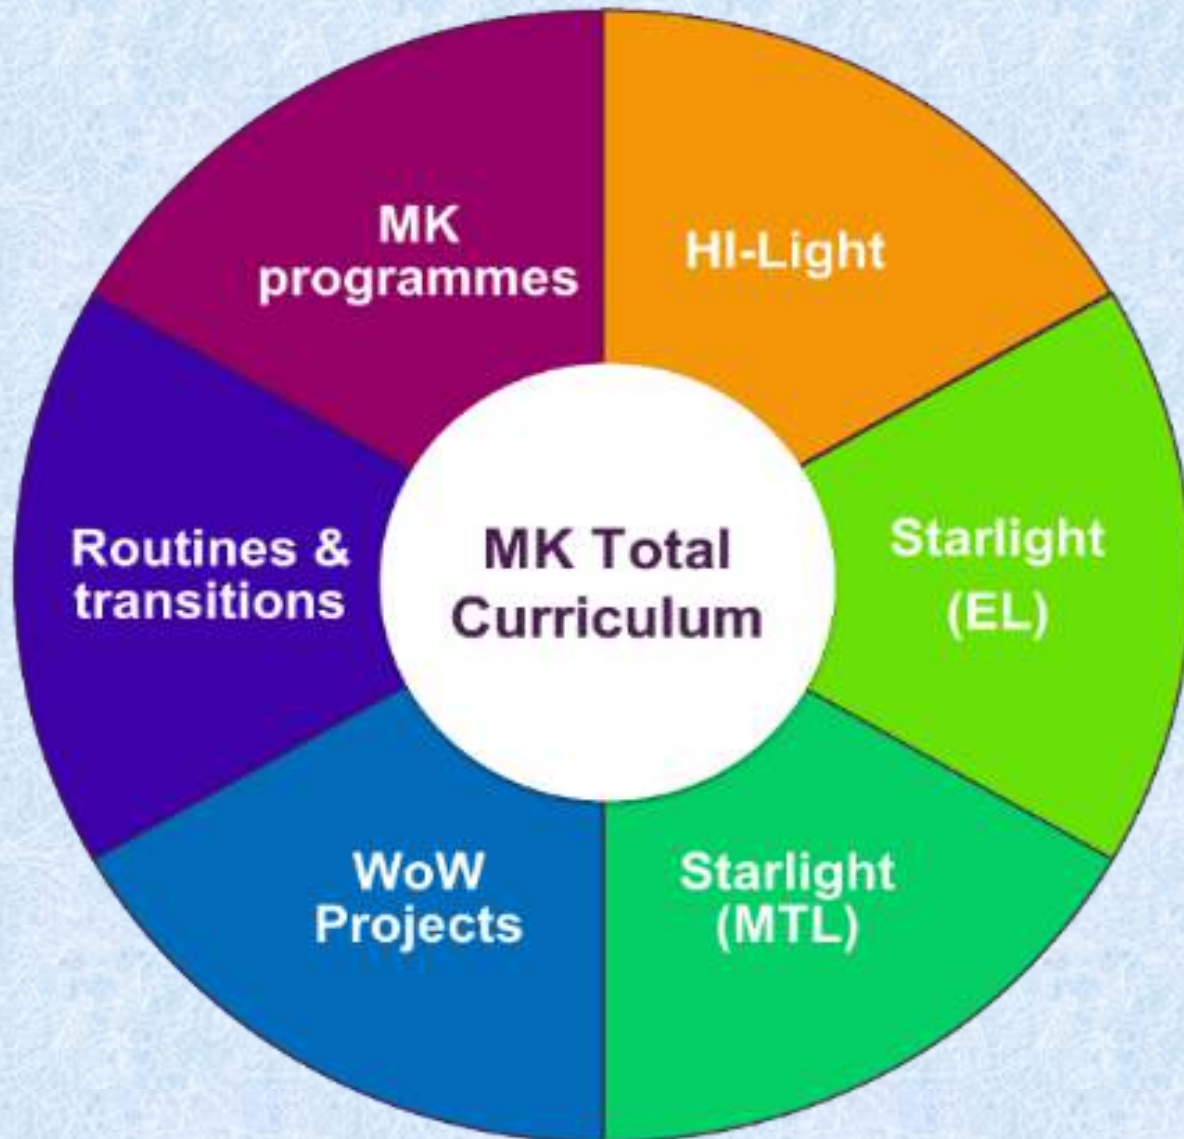 MK
programmes
HI-Light
Routines &
transitions
MK Total
Curriculum
Starlight
(EL)
WoW
Projects
Starlight
(MTL)